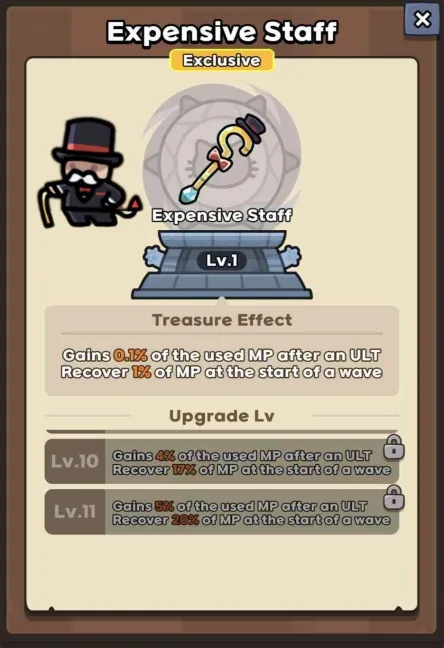 Expensive Staff
Exclusive
Expensive Staff
Lv.1
Treasure Effect
Gains 0.1% of the used MP after an ULT
Recover 1% of MP at the start of a wave
Upgrade Lv
Lv.10
Gains 4% of the used MP after an ULT
Recover 17% of MP at the start of a wave
Lv.11
Gains 5% of the used MP after an ULT
Recover 20% of MP at the start of a wave